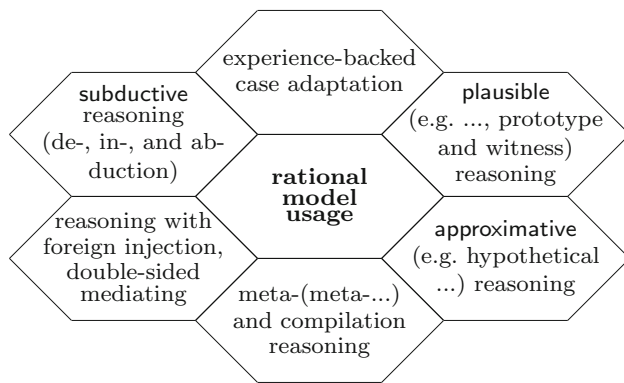 experience-backed
case adaptation
subductive
reasoning
(de-, in-, and ab-
duction)
plausible
(e.g. ..., prototype
and witness)
reasoning
rational
model
usage
reasoning with
foreign injection,
double-sided
mediating
approximative
(e.g. hypothetical
...) reasoning
meta-(meta-...)
and compilation
reasoning